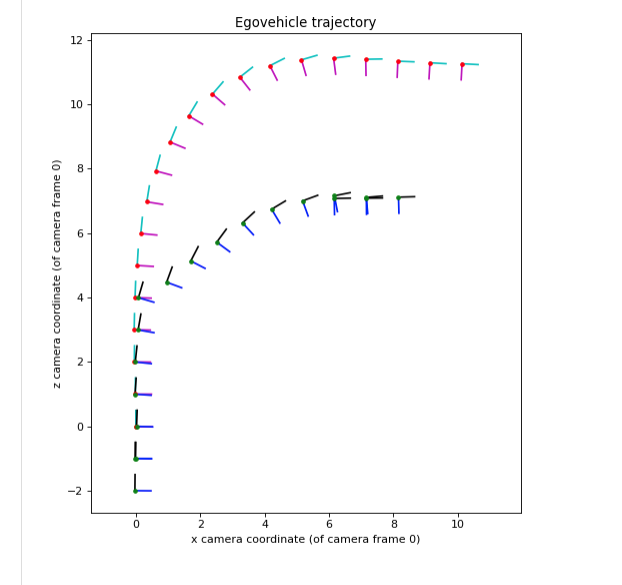 Egovehicle trajectory
12
10
8
6
4
2
0
−2
z camera coordinate (of camera frame 0)
0 2 4 6 8 10
x camera coordinate (of camera frame 0)